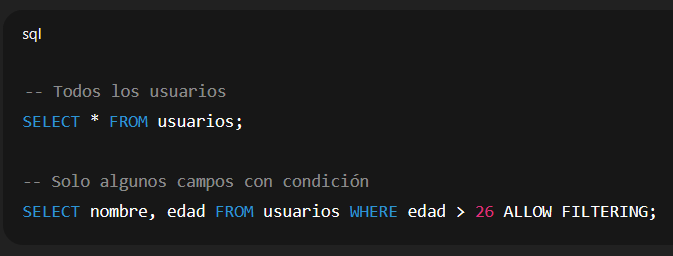 sql
-- Todos los usuarios
SELECT * FROM usuarios;
-- Solo algunos campos con condición
SELECT nombre, edad FROM usuarios WHERE edad > 26 ALLOW FILTERING;